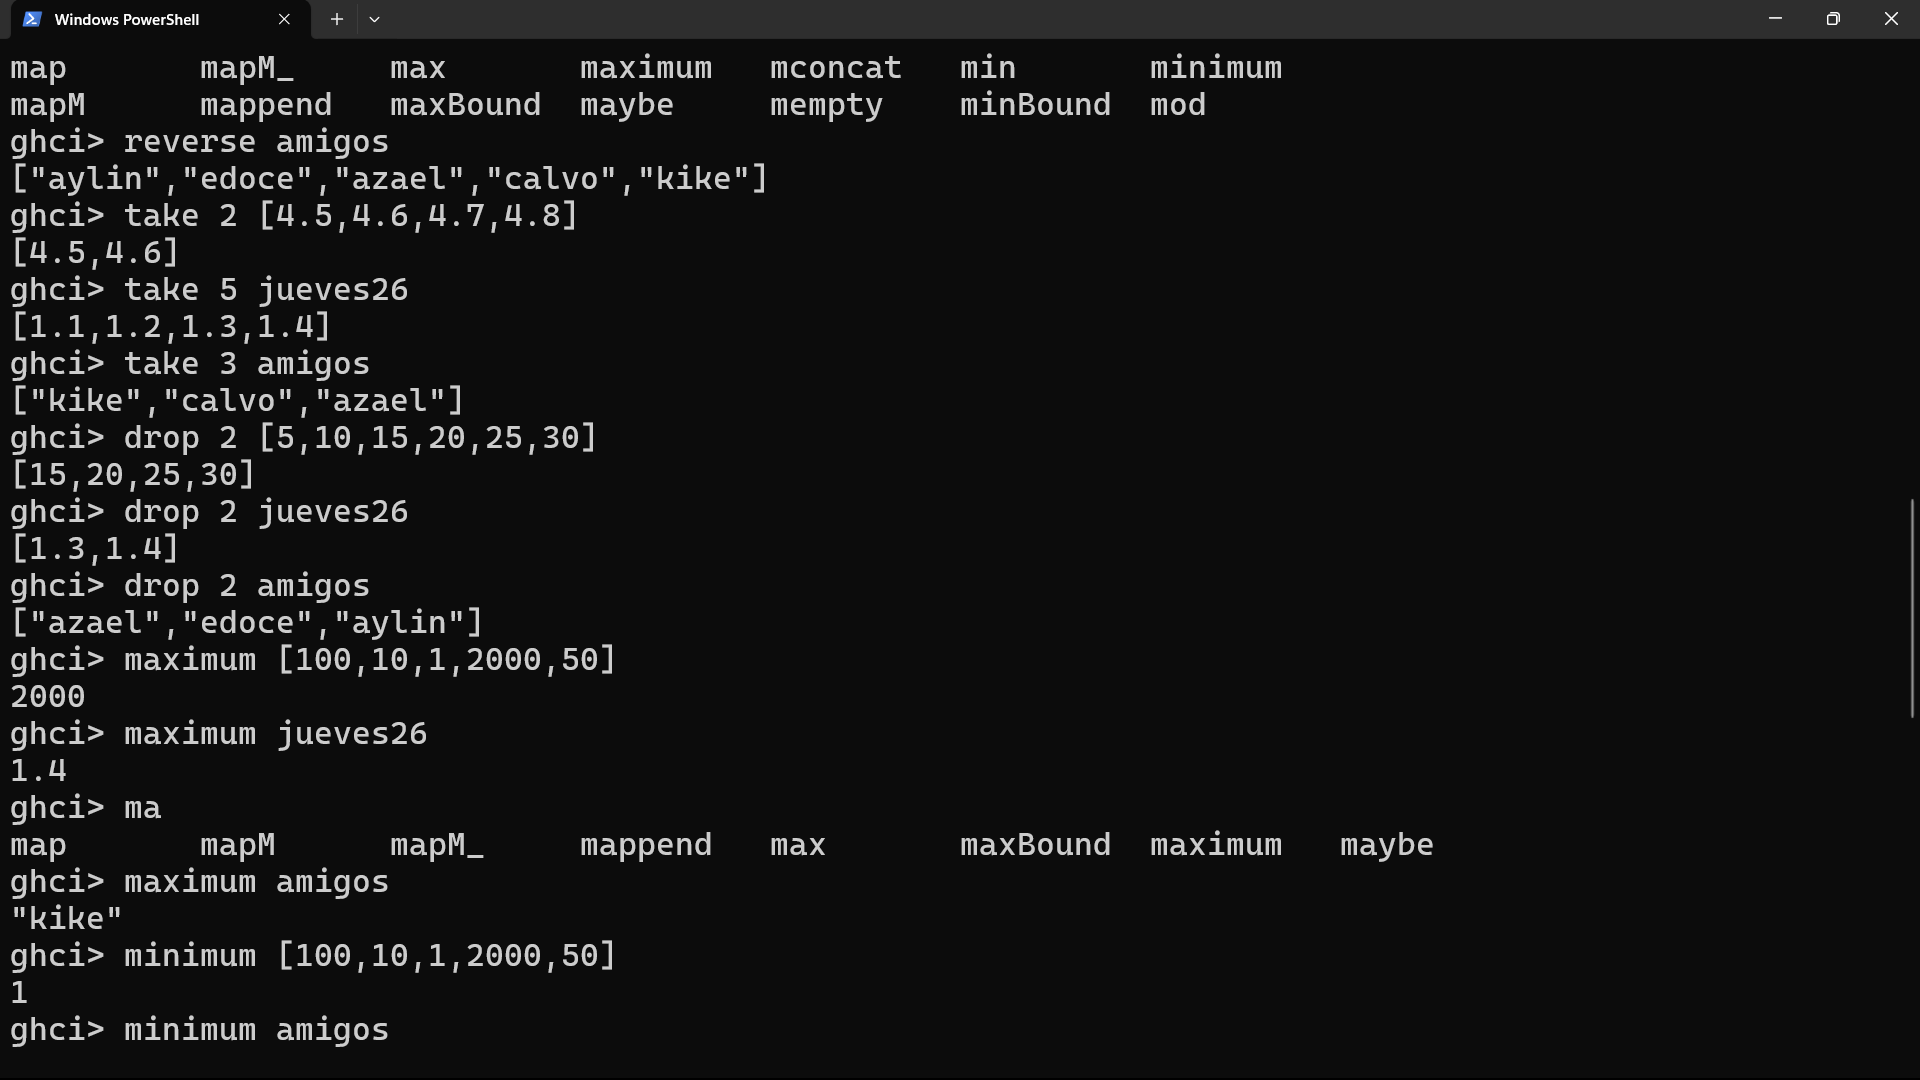 Windows PowerShell
map       mapM_     max       maximum   mconcat   min       minimum
mapM      mappend   maxBound  maybe     mempty    minBound  mod
ghci> reverse amigos
["aylin","edoce","azael","calvo","kike"]
ghci> take 2 [4.5,4.6,4.7,4.8]
[4.5,4.6]
ghci> take 5 jueves26
[1.1,1.2,1.3,1.4]
ghci> take 3 amigos
["kike","calvo","azael"]
ghci> drop 2 [5,10,15,20,25,30]
[15,20,25,30]
ghci> drop 2 jueves26
[1.3,1.4]
ghci> drop 2 amigos
["azael","edoce","aylin"]
ghci> maximum [100,10,1,2000,50]
2000
ghci> maximum jueves26
1.4
ghci> ma
map       mapM      mapM_     mappend   max       maxBound  maximum   maybe
ghci> maximum amigos
"kike"
ghci> minimum [100,10,1,2000,50]
1
ghci> minimum amigos